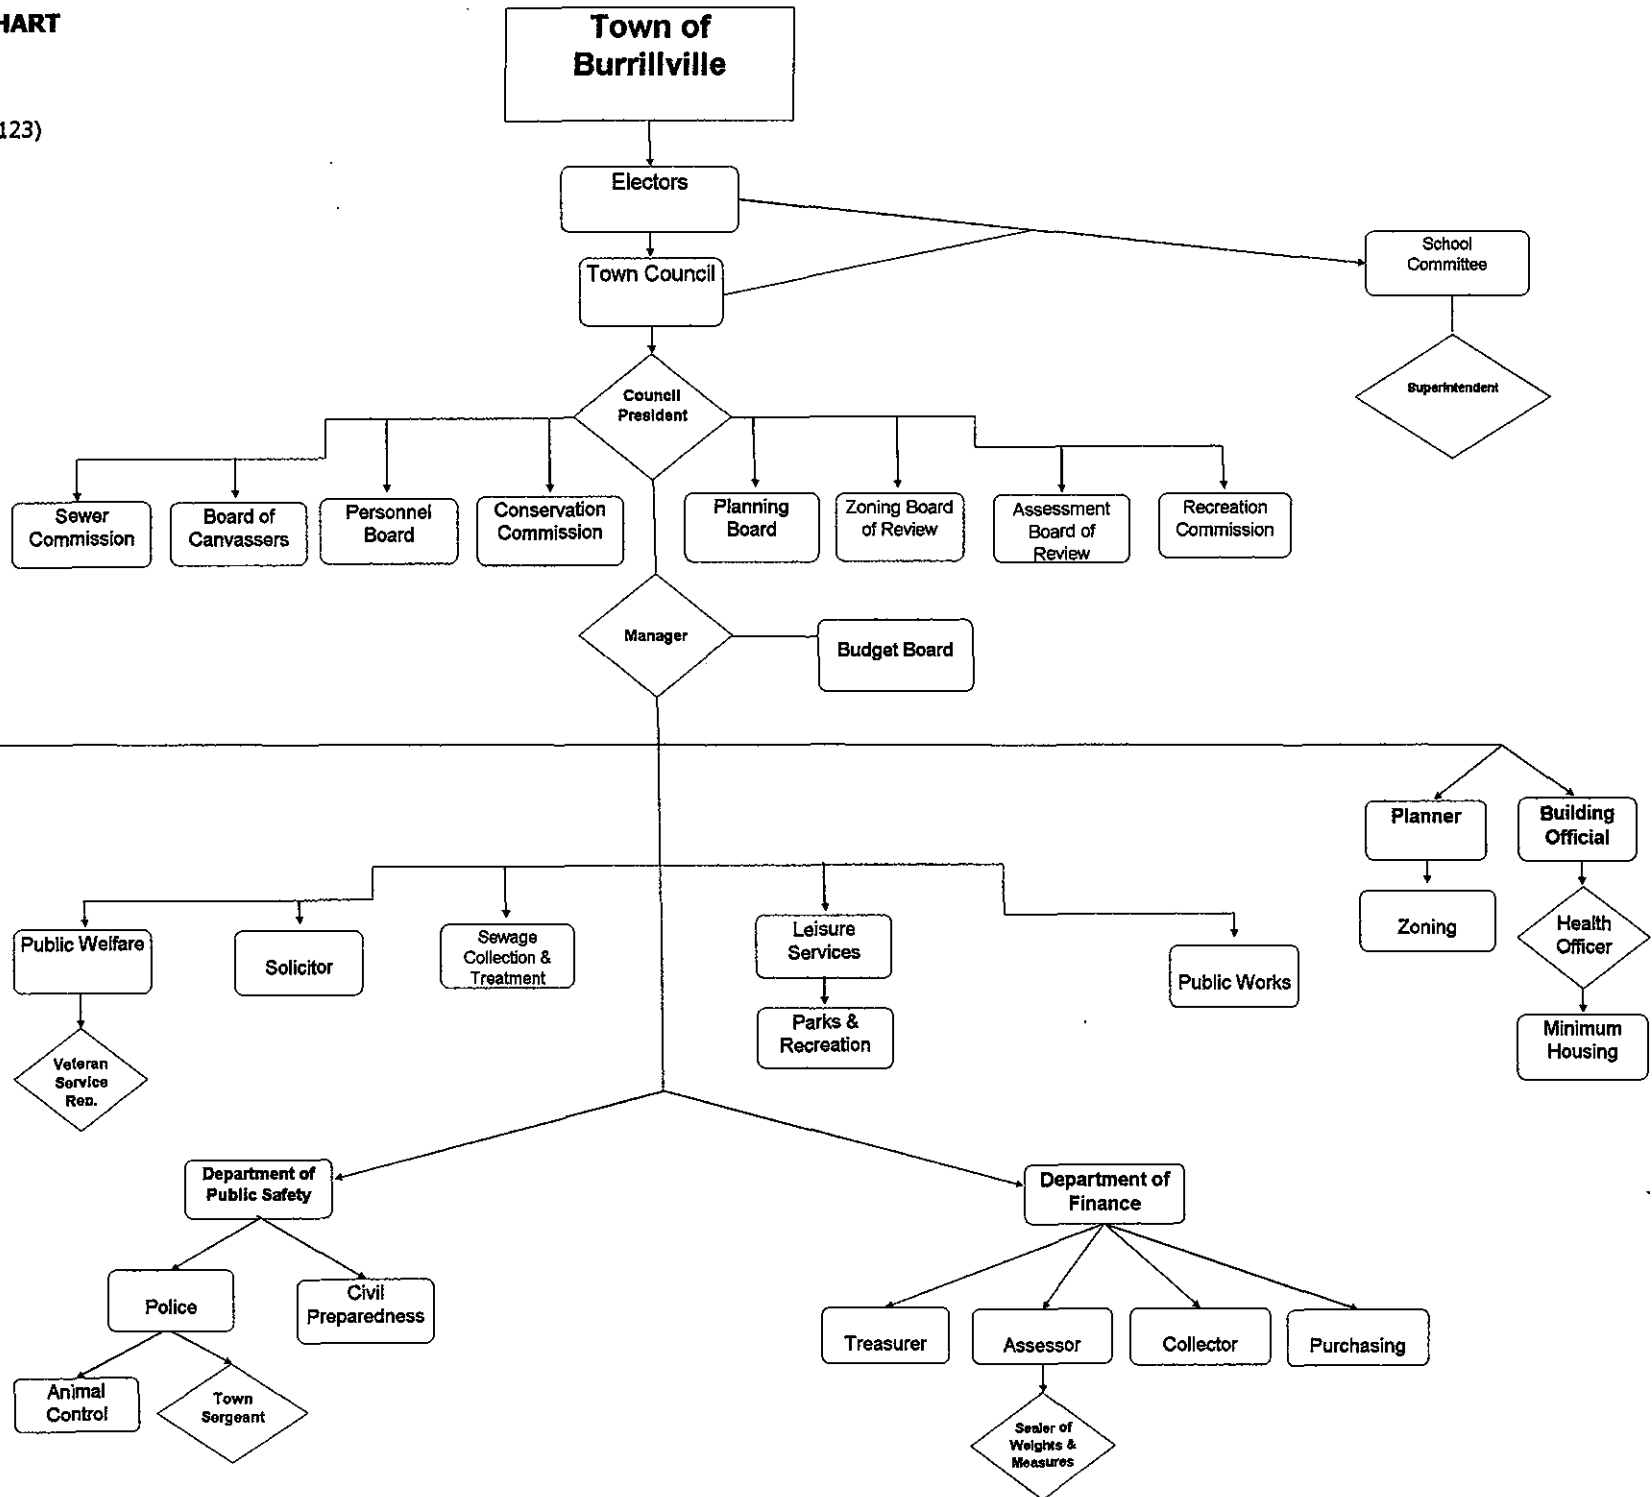 HART
123)
Town of
Burrillville
Electors
Town Council
School
Committee
Superintendent
Council
President
Sewer
Commission
Board of
Canvassers
Personnel
Board
Conservation
Commission
Planning
Board
Zoning Board
of Review
Assessment
Board of
Review
Recreation
Commission
Manager
Budget Board
Planner
Building
Official
Zoning
Health
Officer
Minimum
Housing
Public Welfare
Solicitor
Sewage
Collection &
Treatment
Leisure
Services
Public Works
Parks &
Recreation
Veteran
Service
Rep.
Department of
Public Safety
Department of
Finance
Police
Civil
Preparedness
Treasurer
Assessor
Collector
Purchasing
Animal
Control
Town
Sergeant
Sealer of
Weights &
Measures